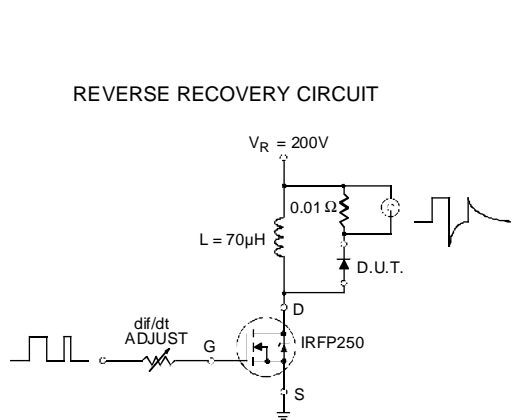 REVERSE RECOVERY CIRCUIT
VR = 200V
0.01 Ω
L = 70µH
D.U.T.
D
dif/dt
ADJUST
G
IRFP250
S